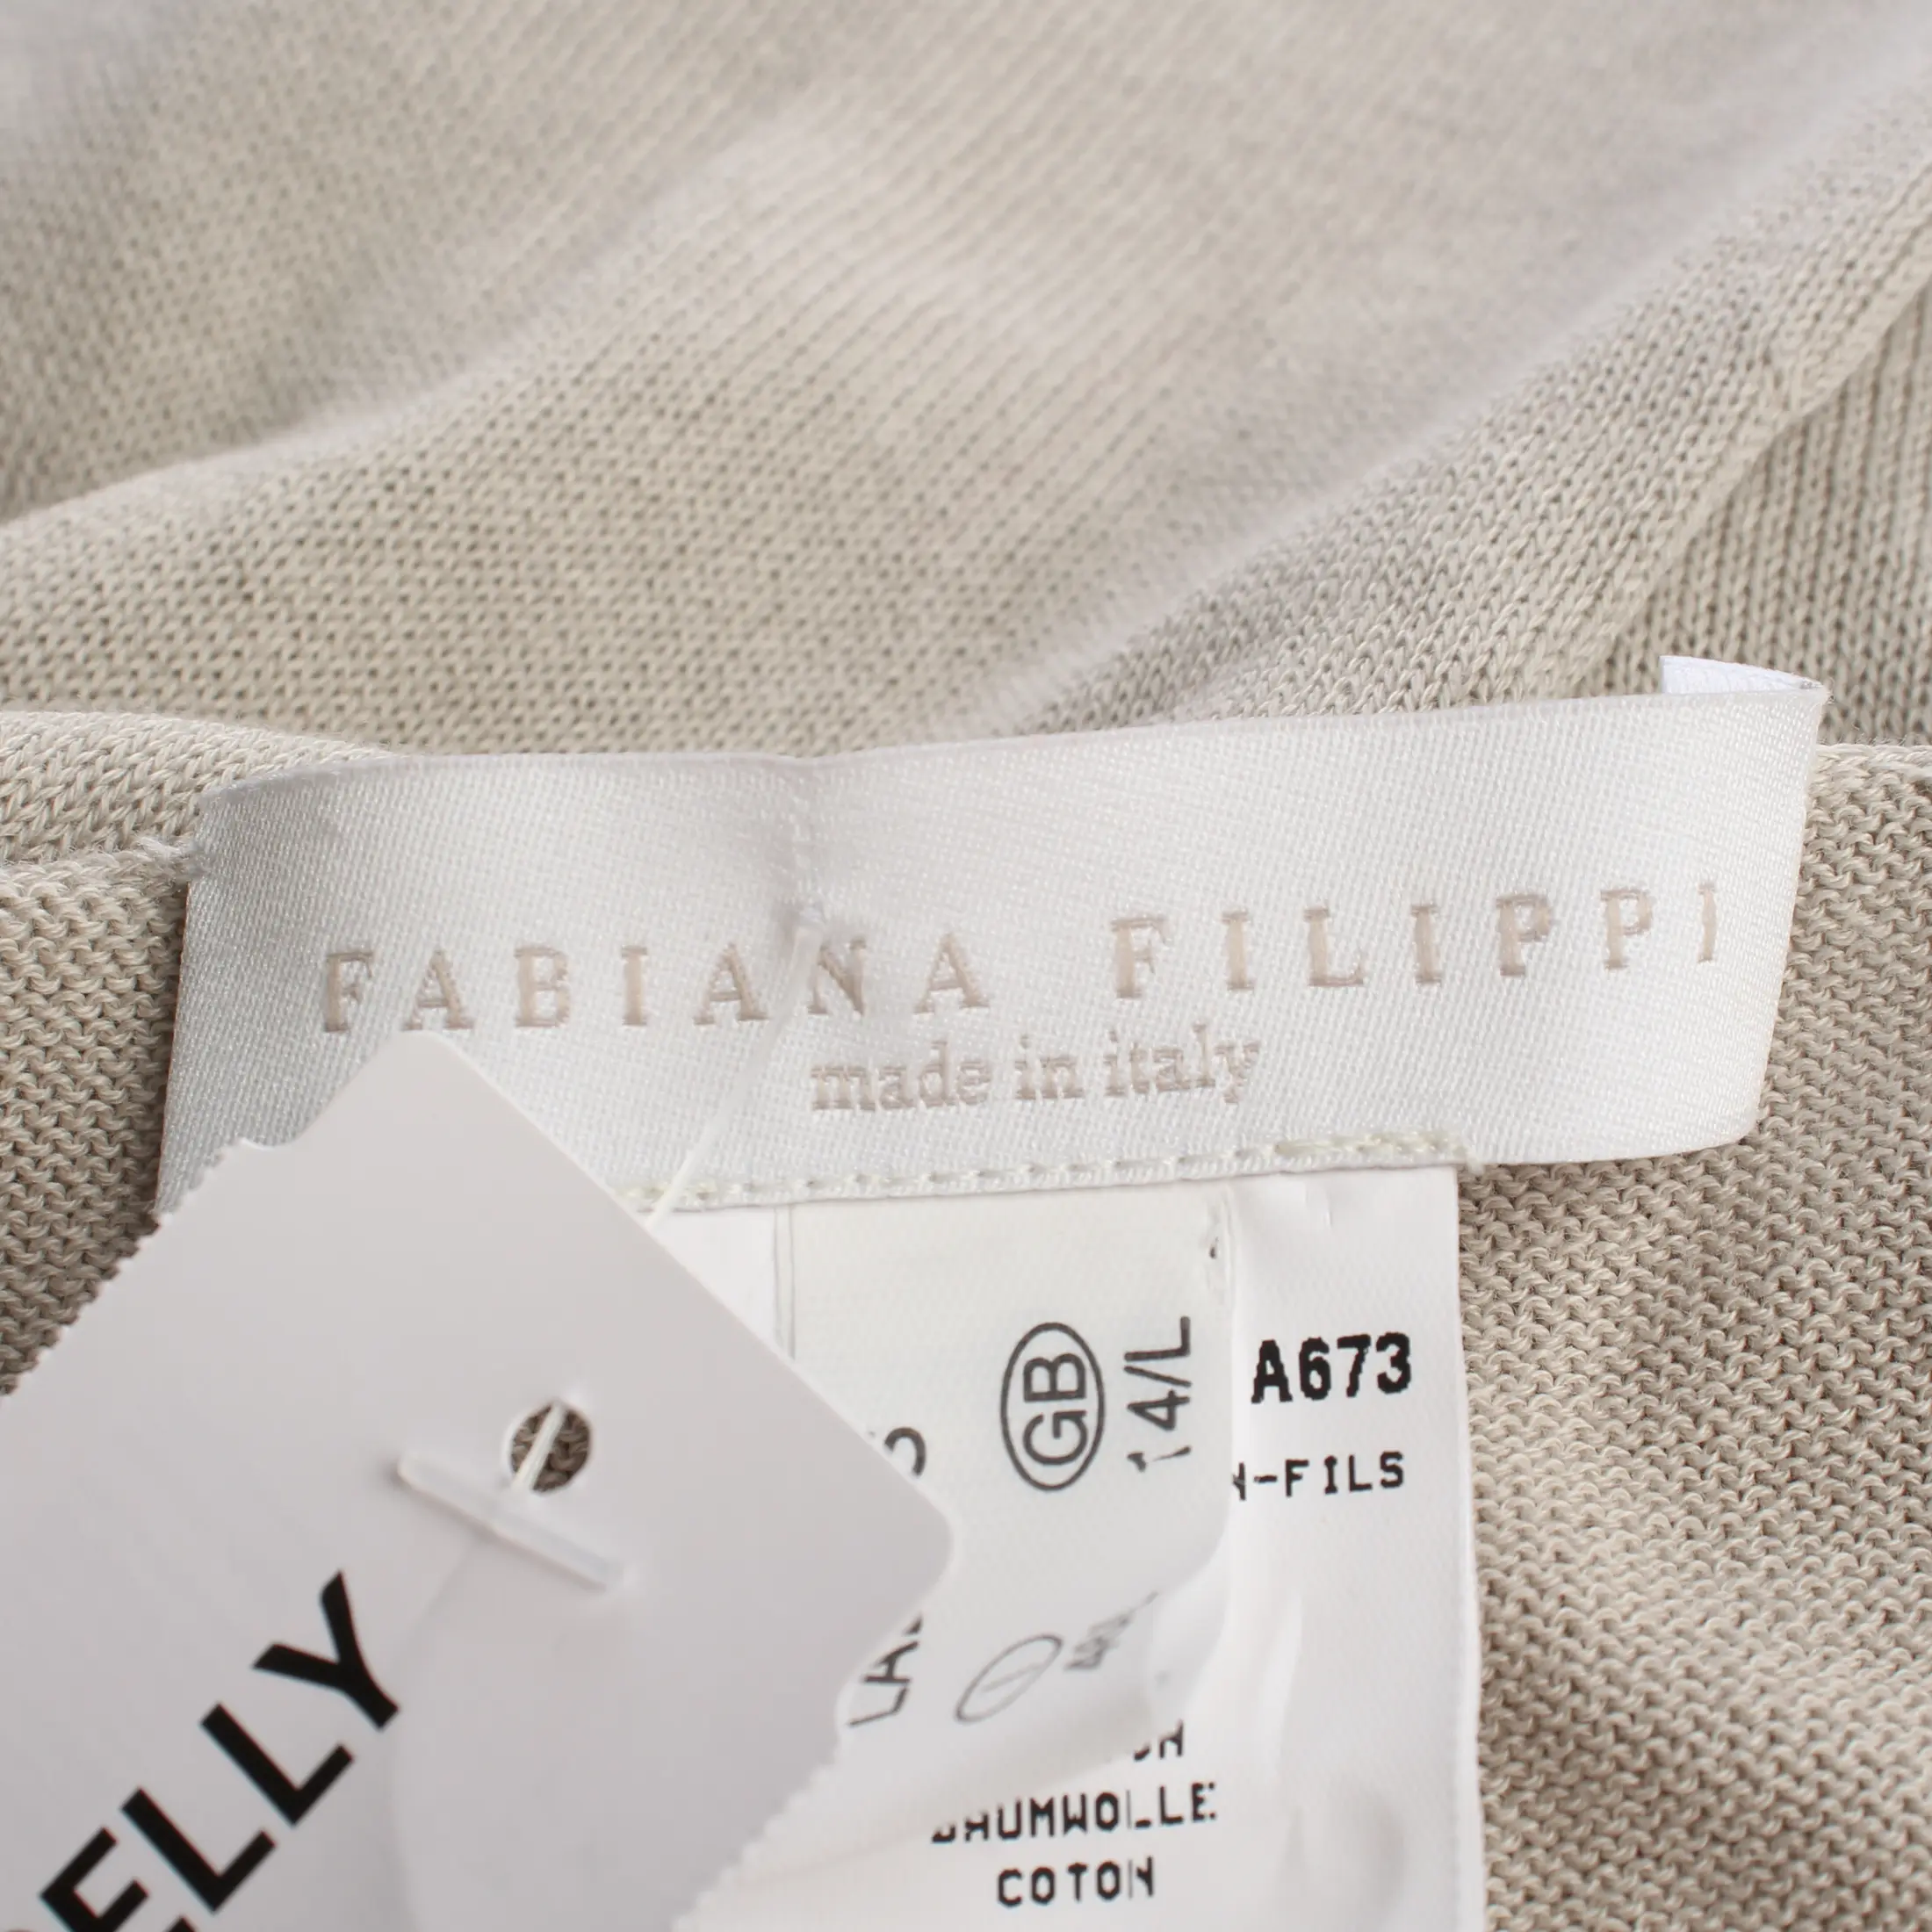 FABIANA FILIPPI
made in italy
GB
14/L
A673
-FILS
BAUMWOLLE
COTON
ELLY